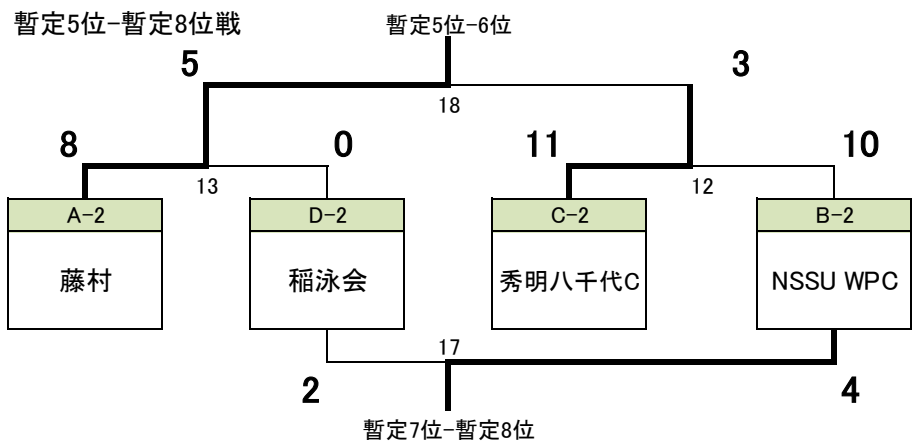 暫定5位-暫定8位戦
暫定5位-6位
5
3
18
8
0
11
10
13
12
A-2
D-2
C-2
B-2
藤村
稲泳会
秀明八千代C
NSSU WPC
17
2
4
暫定7位-暫定8位